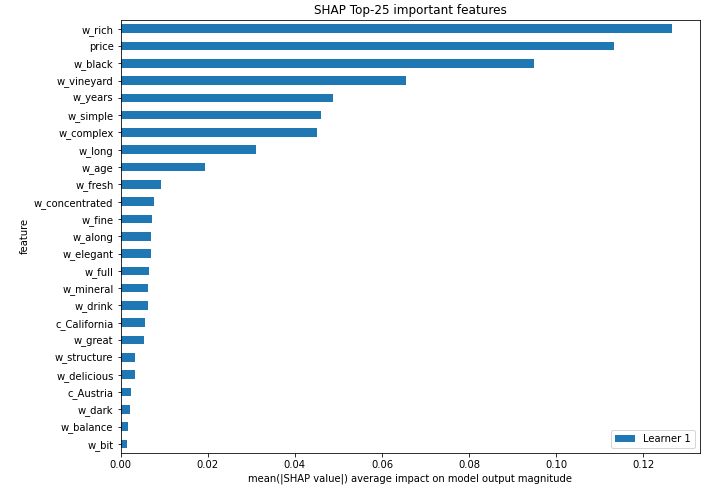 SHAP Top-25 important features
w_rich
price
w_black
w_vineyard
w_years
w_simple
w_complex
w_long
w_age
w_fresh
w_concentrated
w_fine
w_along
w_elegant
w_full
w_mineral
w_drink
c_California
w_great
w_structure
w_delicious
c_Austria
w_dark
w_balance
w_bit
feature
Learner 1
0.00 0.02 0.04 0.06 0.08 0.10 0.12
mean(|SHAP value|) average impact on model output magnitude